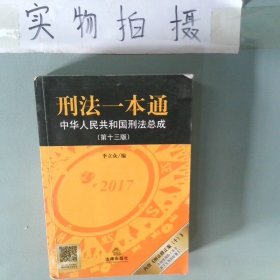 实物拍摄
刑法一本通
中华人民共和国刑法总成
(第十三版)
李立众/编
2017
法律出版社